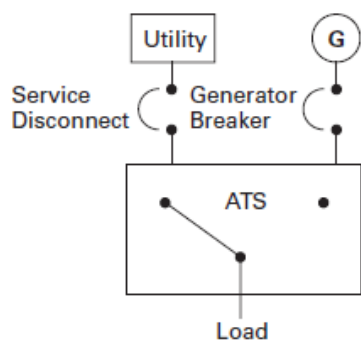 Utility
G
Service
Disconnect
Generator
Breaker
ATS
Load